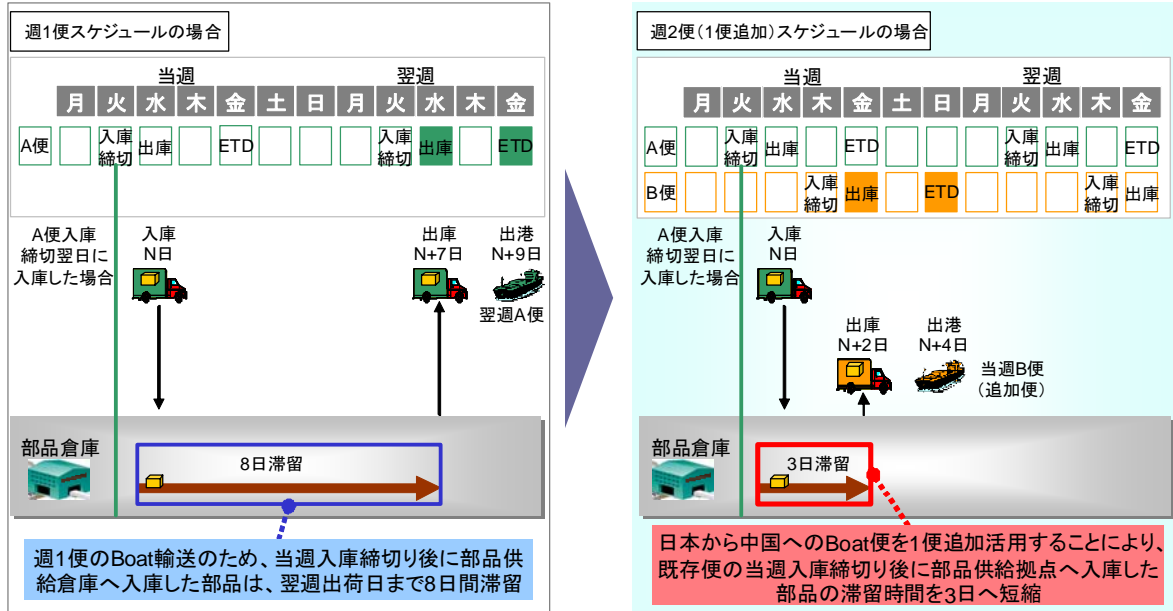 週1便スケジュールの場合
当週 翌週
月 火 水 木 金 土 日 月 火 水 木 金
A便 入庫締切 出庫 ETD 入庫締切 出庫 ETD
A便入庫
締切翌日に
入庫した場合
入庫
N日
出庫
N+7日
出港
N+9日
翌週A便
部品倉庫
8日滞留
週1便のBoat輸送のため、当週入庫締切り後に部品供
給倉庫へ入庫した部品は、翌週出荷日まで8日間滞留
週2便(1便追加)スケジュールの場合
当週 翌週
月 火 水 木 金 土 日 月 火 水 木 金
A便 入庫締切 出庫 ETD 入庫締切 出庫 ETD
B便 入庫締切 出庫 ETD 入庫締切 出庫
A便入庫
締切翌日に
入庫した場合
入庫
N日
出庫
N+2日
出港
N+4日
当週B便
(追加便)
部品倉庫
3日滞留
日本から中国へのBoat便を1便追加活用することにより、
既存便の当週入庫締切り後に部品供給拠点へ入庫した
部品の滞留時間を3日へ短縮